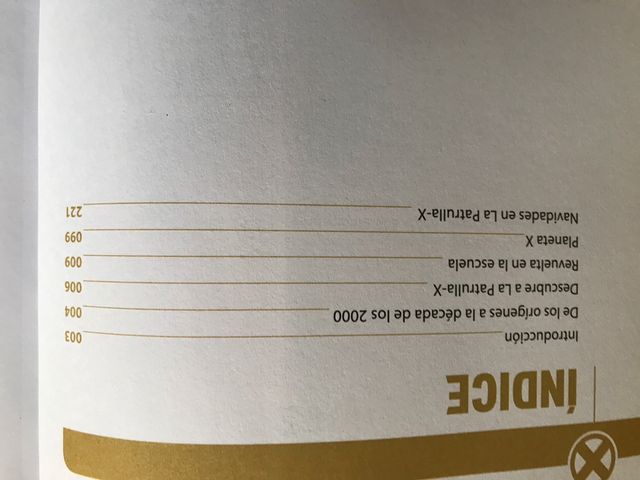 ÍNDICE
Introducción 003
De los orígenes a la década de los 2000 004
Descubre a La Patrulla-X 006
Revuelta en la escuela 009
Planeta X 099
Navidades en La Patrulla-X 221